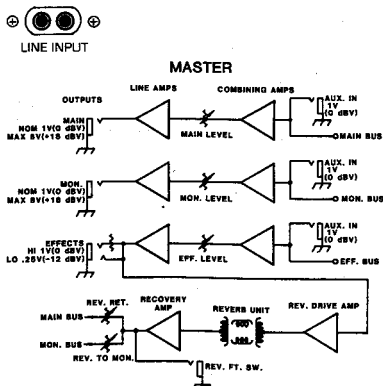 LINE INPUT
MASTER
OUTPUTS
LINE AMPS
COMBINING AMPS
MAIN
NOM 1V(0 dBV)
MAX 8V(+18 dBV)
MAIN LEVEL
AUX. IN
1V
(0 dBV)
MAIN BUS
MON.
NOM 1V(0 dBV)
MAX 8V(+18 dBV)
MON. LEVEL
AUX. IN
1V
(0 dBV)
MON. BUS
EFFECTS
HI 1V(0 dBV)
LO .25V(-12 dBV)
EFF. LEVEL
AUX. IN
1V
(0 dBV)
EFF. BUS
REV. RET.
RECOVERY
AMP
REVERB UNIT
REV. DRIVE AMP
MAIN BUS
MON. BUS
REV. TO MON.
REV. FT. SW.